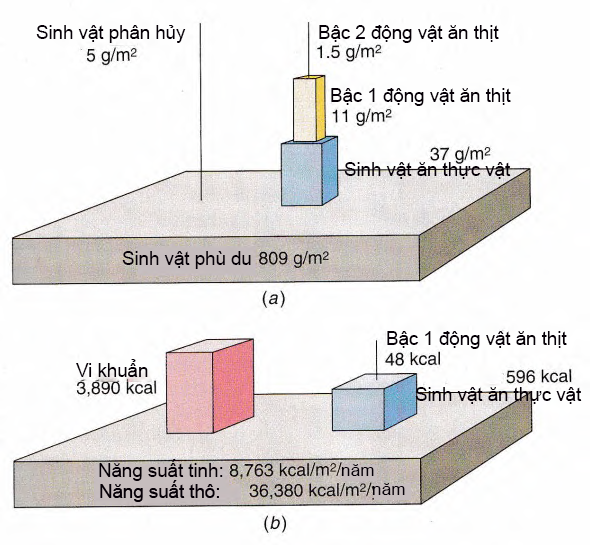 Sinh vật phân hủy
5 g/m²
Bậc 2 động vật ăn thịt
1.5 g/m²
Bậc 1 động vật ăn thịt
11 g/m²
37 g/m²
Sinh vật ăn thực vật
Sinh vật phù du 809 g/m²
(a)
Vi khuẩn
3,890 kcal
Bậc 1 động vật ăn thịt
48 kcal
596 kcal
Sinh vật ăn thực vật
Năng suất tinh: 8,763 kcal/m²/năm
Năng suất thô: 36,380 kcal/m²/năm
(b)